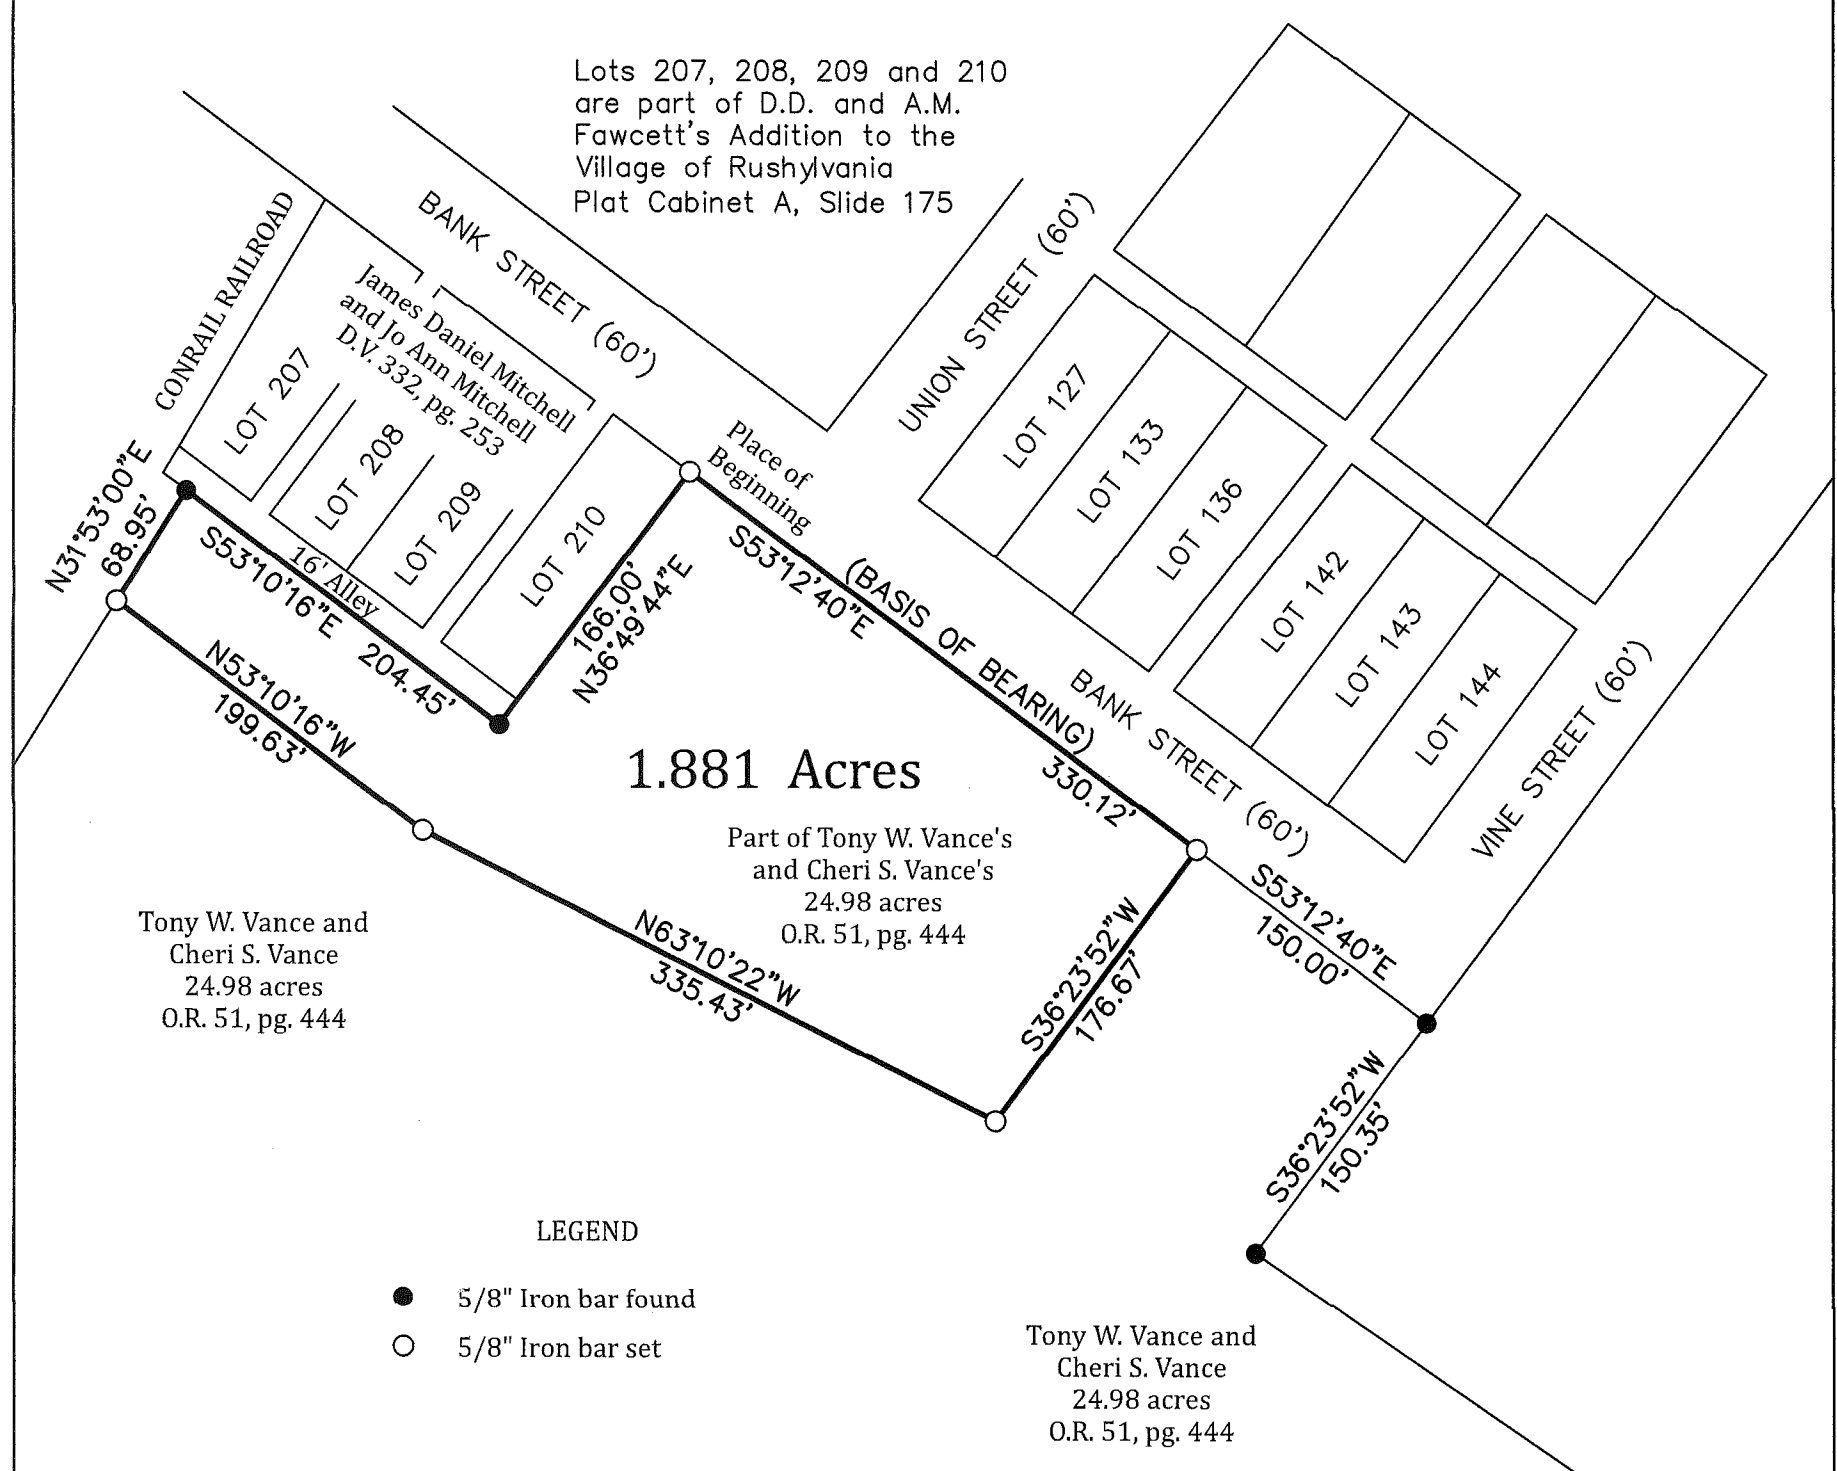 Lots 207, 208, 209 and 210
are part of D.D. and A.M.
Fawcett's Addition to the
Village of Rushylvania
Plat Cabinet A, Slide 175
CONRAIL RAILROAD
BANK STREET (60')
UNION STREET (60')
James Daniel Mitchell
and Jo Ann Mitchell
D.V. 332, pg. 253
LOT 207
LOT 208
LOT 209
LOT 210
LOT 127
LOT 133
LOT 136
LOT 142
LOT 143
LOT 144
Place of
Beginning
N31°53'00"E
68.95'
S53°10'16"E 204.45'
16' Alley
166.00'
N36°49'44"E
S53°12'40"E
(BASIS OF BEARING)
330.12'
BANK STREET (60')
VINE STREET (60')
N53°10'16"W
199.63'
1.881 Acres
Part of Tony W. Vance's
and Cheri S. Vance's
24.98 acres
O.R. 51, pg. 444
S53°12'40"E
150.00'
Tony W. Vance and
Cheri S. Vance
24.98 acres
O.R. 51, pg. 444
N63°10'22"W
335.43'
S36°23'52"W
176.67'
S36°23'52"W
150.35'
LEGEND
5/8" Iron bar found
5/8" Iron bar set
Tony W. Vance and
Cheri S. Vance
24.98 acres
O.R. 51, pg. 444